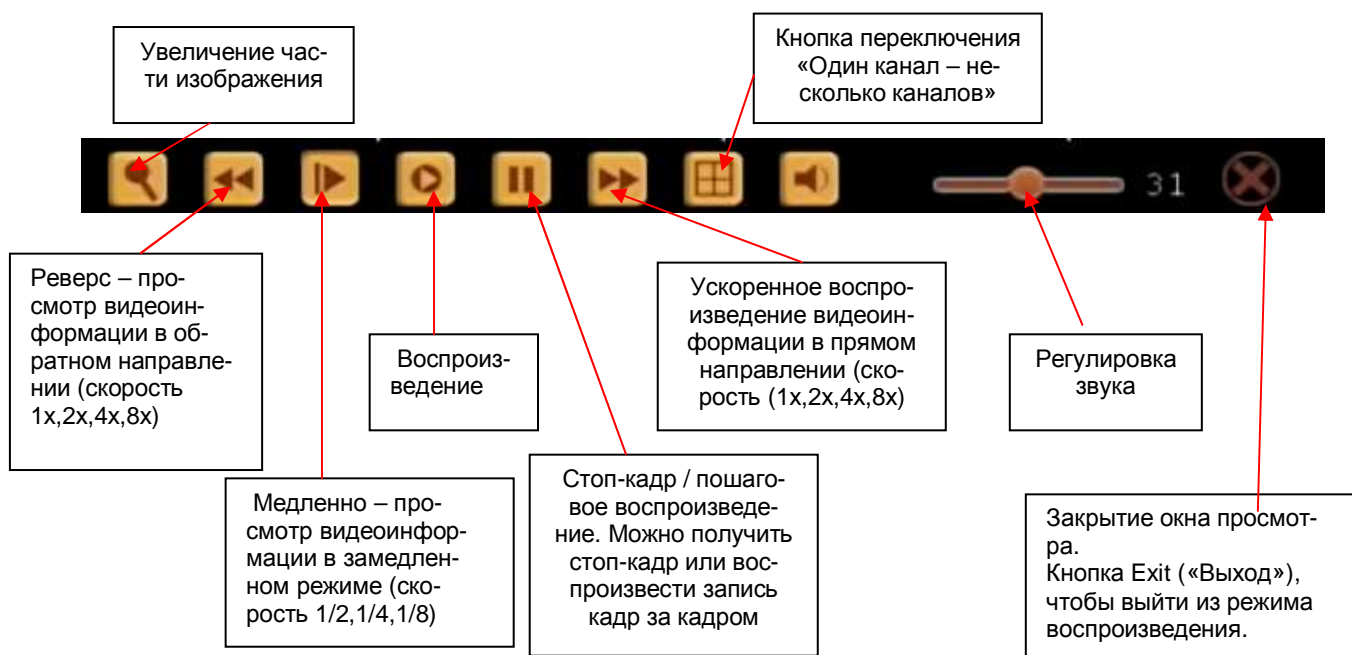 Увеличение час-
ти изображения
Кнопка переключения
«Один канал – не-
сколько каналов»
31
Реверс – про-
смотр видеоин-
формации в об-
ратном направле-
нии (скорость
1x,2x,4x,8x)
Медленно – про-
смотр видеоинфор-
мации в замедлен-
ном режиме (ско-
рость 1/2,1/4,1/8)
Воспроиз-
ведение
Стоп-кадр / пошаго-
вое воспроизведе-
ние. Можно получить
стоп-кадр или вос-
произвести запись
кадр за кадром
Ускоренное воспро-
изведение видеоин-
формации в прямом
направлении (ско-
рость (1x,2x,4x,8x)
Регулировка
звука
Закрытие окна просмот-
ра.
Кнопка Exit («Выход»),
чтобы выйти из режима
воспроизведения.